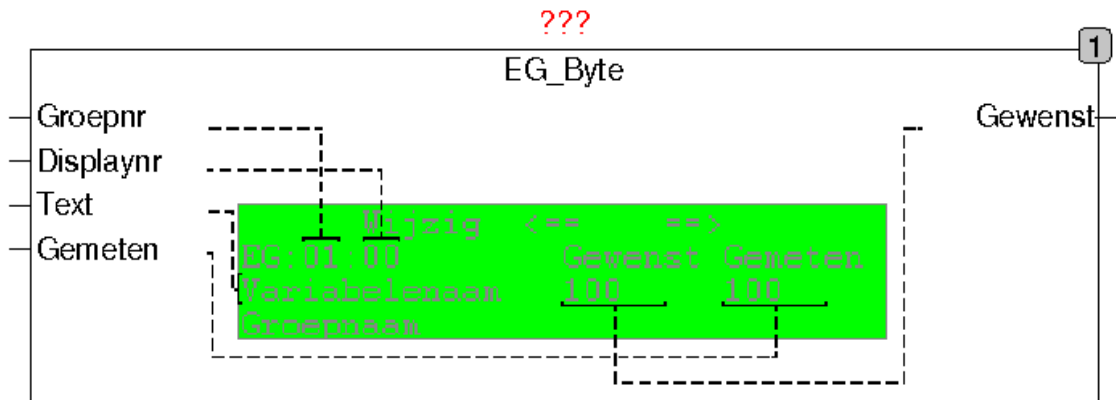 ???
1
EG_Byte
Groepnr
Gewenst
Displaynr
Text
Gemeten
Wijzig <== ==>
EG:01:00 Gewenst Gemeten
Variabelenaam 100 100
Groepnaam